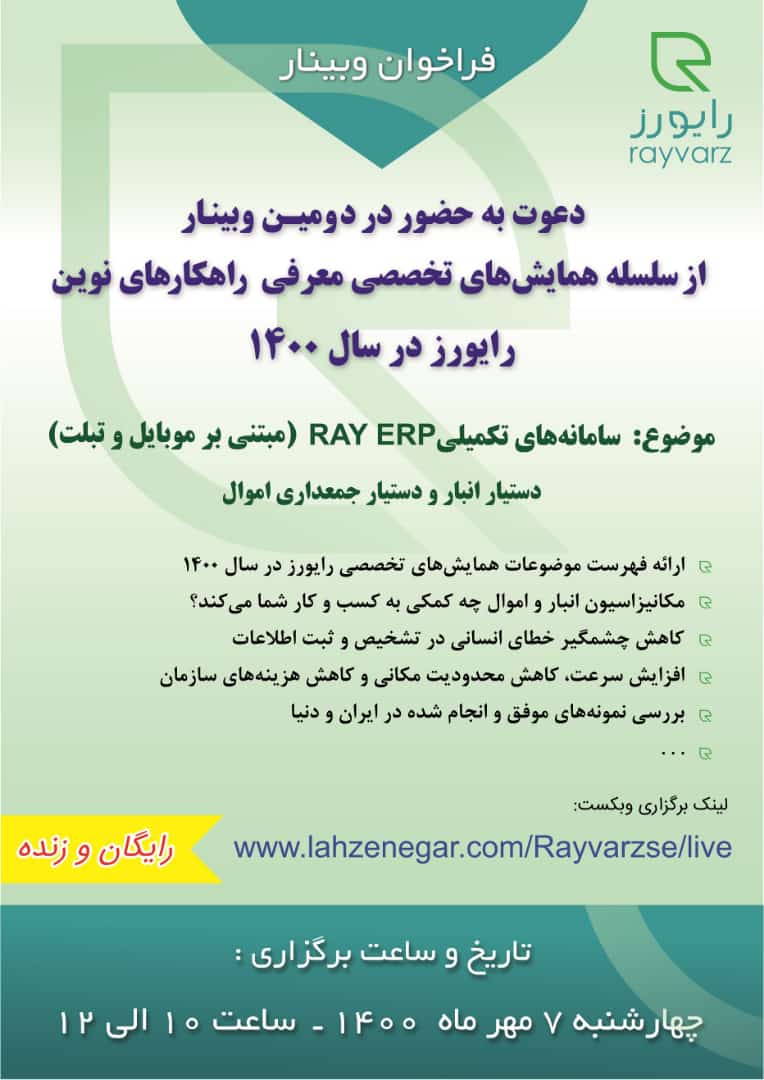 فراخوان وبینار
رایورز
rayvarz
دعوت به حضور در دومیـن وبینـار
از سلسله همایش‌های تخصصی معرفی راهکارهای نوین
رایورز در سال ۱۴۰۰
موضوع: سامانه‌های تکمیلی RAY ERP (مبتنی بر موبایل و تبلت)
دستیار انبار و دستیار جمعداری اموال
ارائه فهرست موضوعات همایش‌های تخصصی رایورز در سال ۱۴۰۰
مکانیزاسیون انبار و اموال چه کمکی به کسب و کار شما می‌کند؟
کاهش چشمگیر خطای انسانی در تشخیص و ثبت اطلاعات
افزایش سرعت، کاهش محدودیت مکانی و کاهش هزینه‌های سازمان
بررسی نمونه‌های موفق و انجام شده در ایران و دنیا
...
لینک برگزاری وبکست:
www.lahzenegar.com/Rayvarzse/live
رایگان و زنده
تاریخ و ساعت برگزاری :
چهارشنبه ۷ مهر ماه ۱۴۰۰ ـ ساعت ۱۰ الی ۱۲